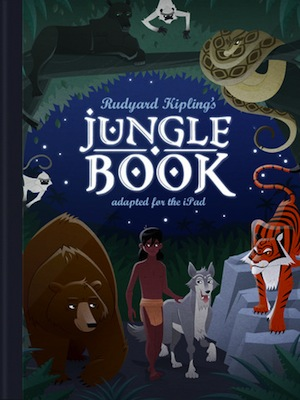 Rudyard Kipling's
JUNGLE
BOOK
adapted for the iPad